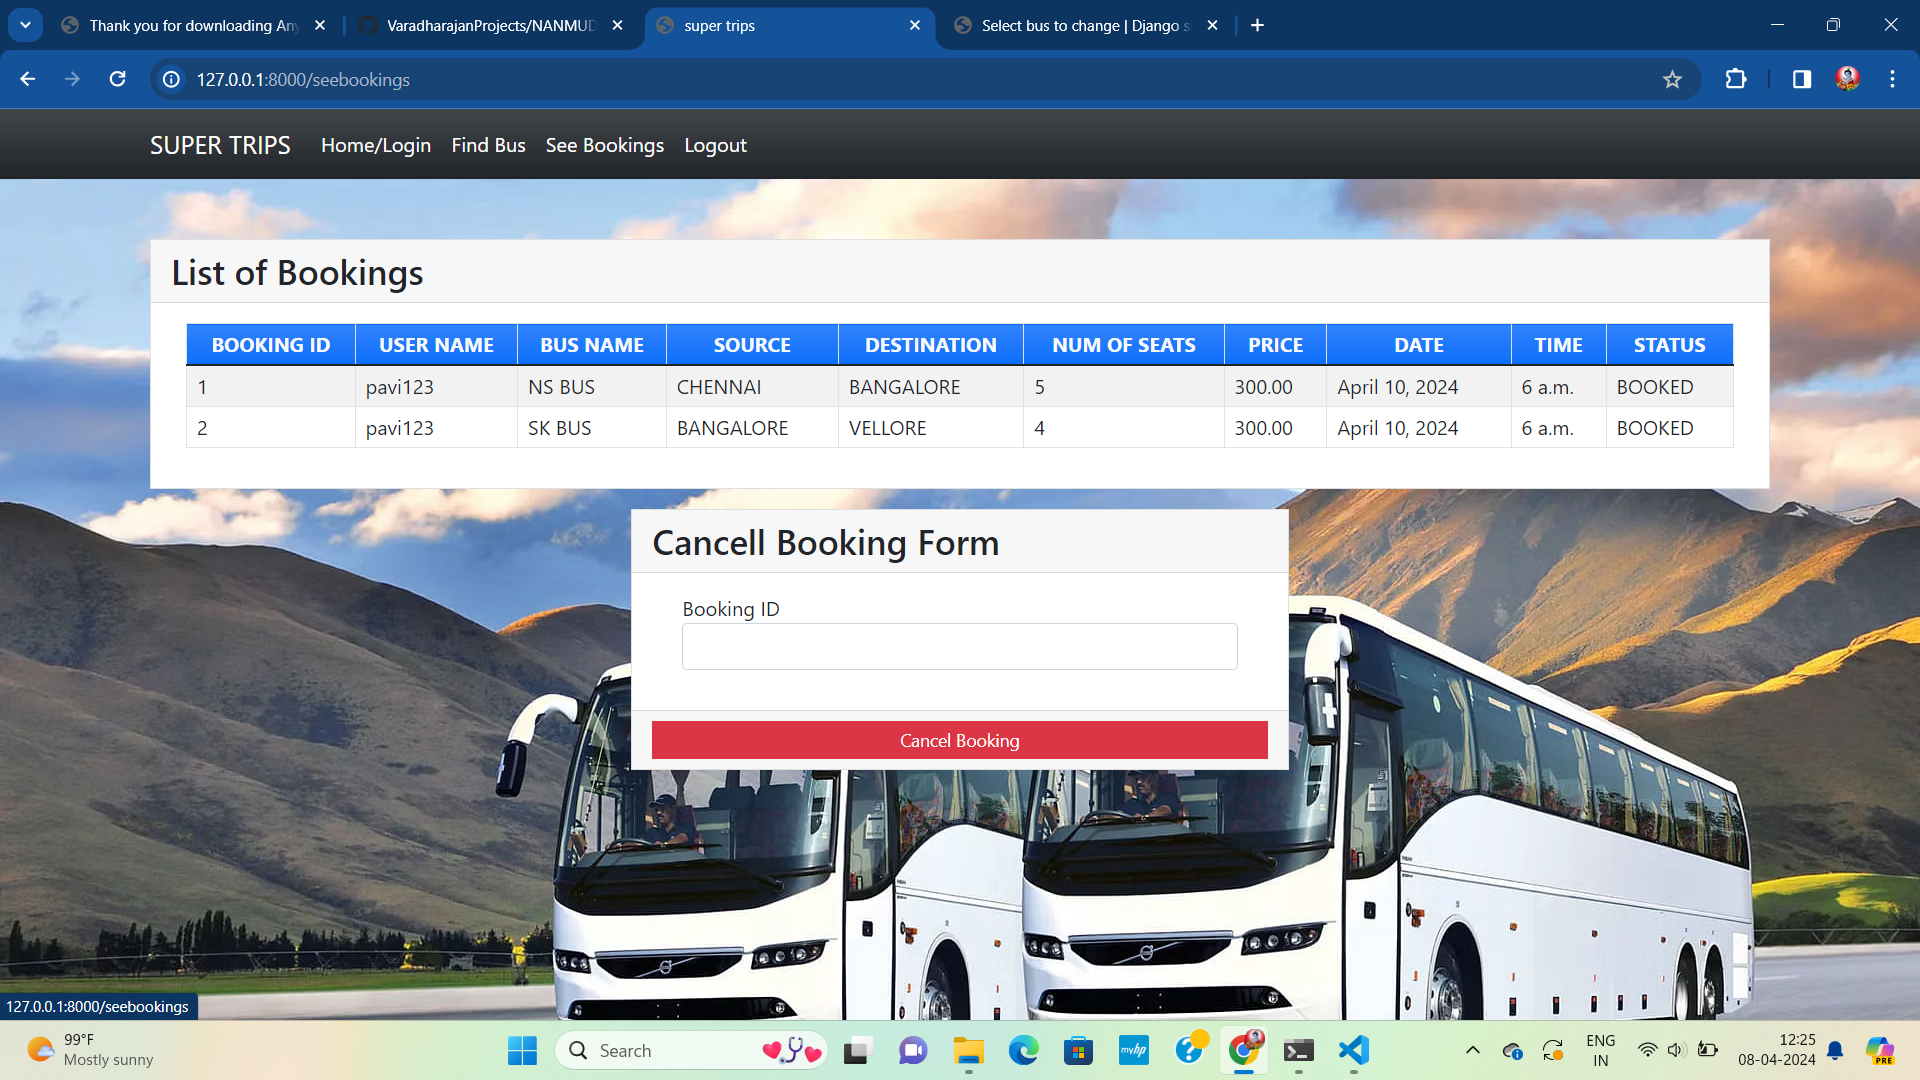 Thank you for downloading Any
VaradharajanProjects/NANMUD
super trips
Select bus to change | Django s
127.0.0.1:8000/seebookings
SUPER TRIPS
Home/Login
Find Bus
See Bookings
Logout
List of Bookings
BOOKING ID USER NAME BUS NAME SOURCE DESTINATION NUM OF SEATS PRICE DATE TIME STATUS
1 pavi123 NS BUS CHENNAI BANGALORE 5 300.00 April 10, 2024 6 a.m. BOOKED
2 pavi123 SK BUS BANGALORE VELLORE 4 300.00 April 10, 2024 6 a.m. BOOKED
Cancell Booking Form
Booking ID
Cancel Booking
127.0.0.1:8000/seebookings
99°F
Mostly sunny
Search
myhp
ENG
IN
12:25
08-04-2024
PRE